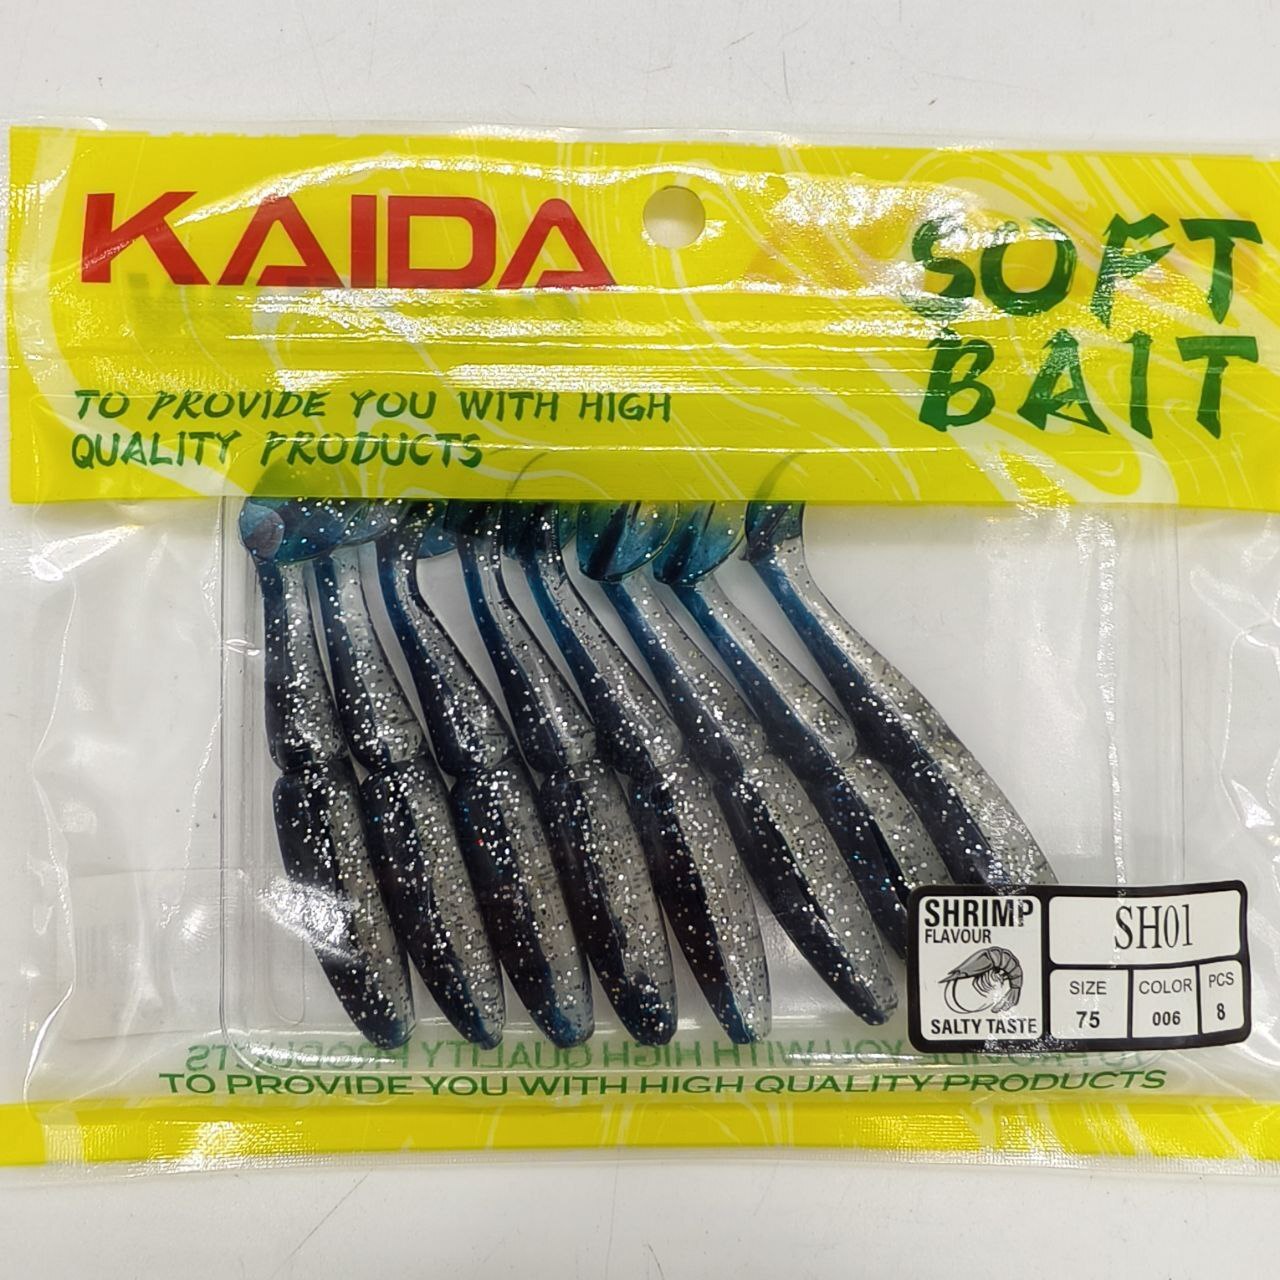 KAIDA
SOFT
BAIT
TO PROVIDE YOU WITH HIGH
QUALITY PRODUCTS
SHRIMP
FLAVOUR
SALTY TASTE
SH01
SIZE
75
COLOR
006
PCS
8
TO PROVIDE YOU WITH HIGH QUALITY PRODUCTS
TO PROVIDE YOU WITH HIGH QUALITY PRODUCTS